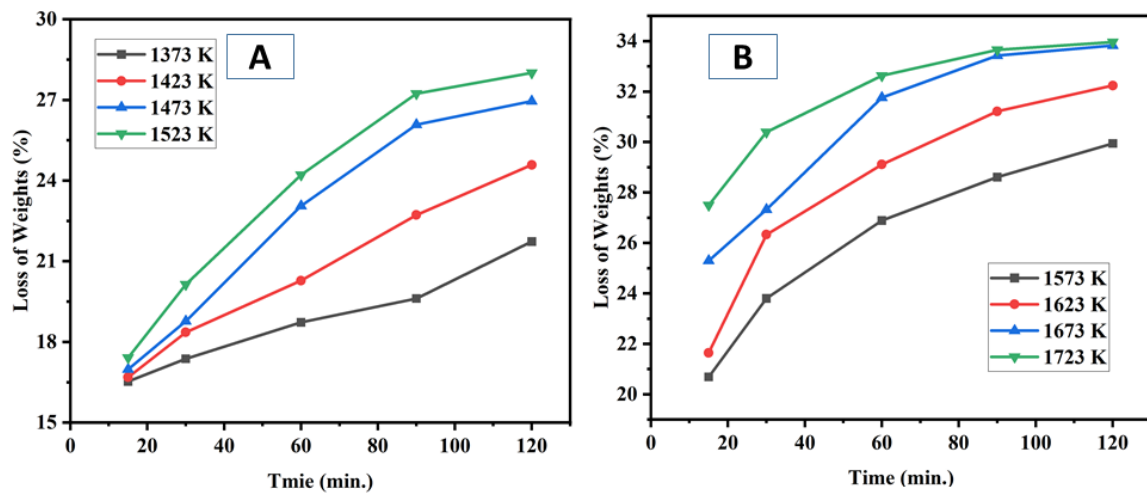 A
1373 K
1423 K
1473 K
1523 K
Loss of Weights (%)
30
27
24
21
18
15
0
20
40
60
80
100
120
Tmie (min.)
B
1573 K
1623 K
1673 K
1723 K
Loss of Weights (%)
34
32
30
28
26
24
22
20
0
20
40
60
80
100
120
Time (min.)